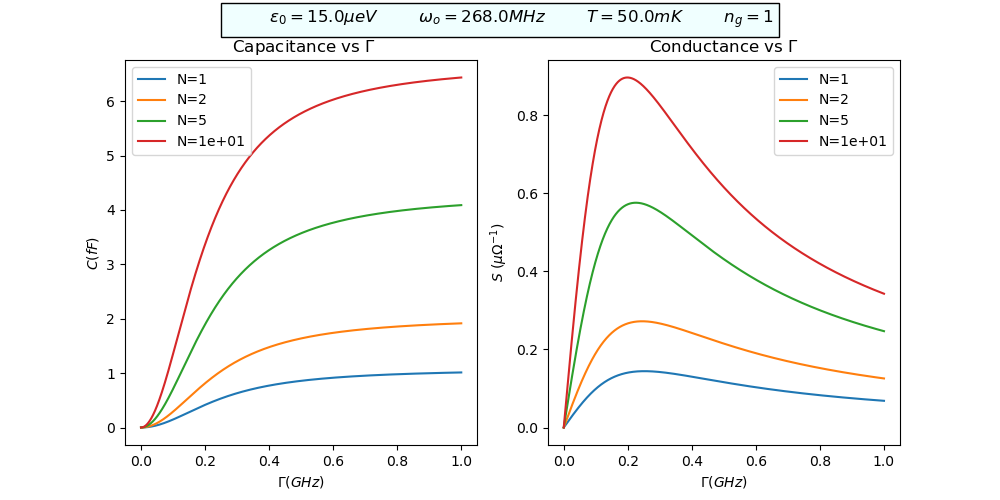 ε₀ = 15.0μeV ωₒ = 268.0MHz T = 50.0mK n_g = 1
Capacitance vs Γ
N=1
N=2
N=5
N=1e+01
6
5
4
3
2
1
0
C(fF)
0.0 0.2 0.4 0.6 0.8 1.0
Γ(GHz)
Conductance vs Γ
N=1
N=2
N=5
N=1e+01
0.8
0.6
0.4
0.2
0.0
S (μΩ⁻¹)
0.0 0.2 0.4 0.6 0.8 1.0
Γ(GHz)